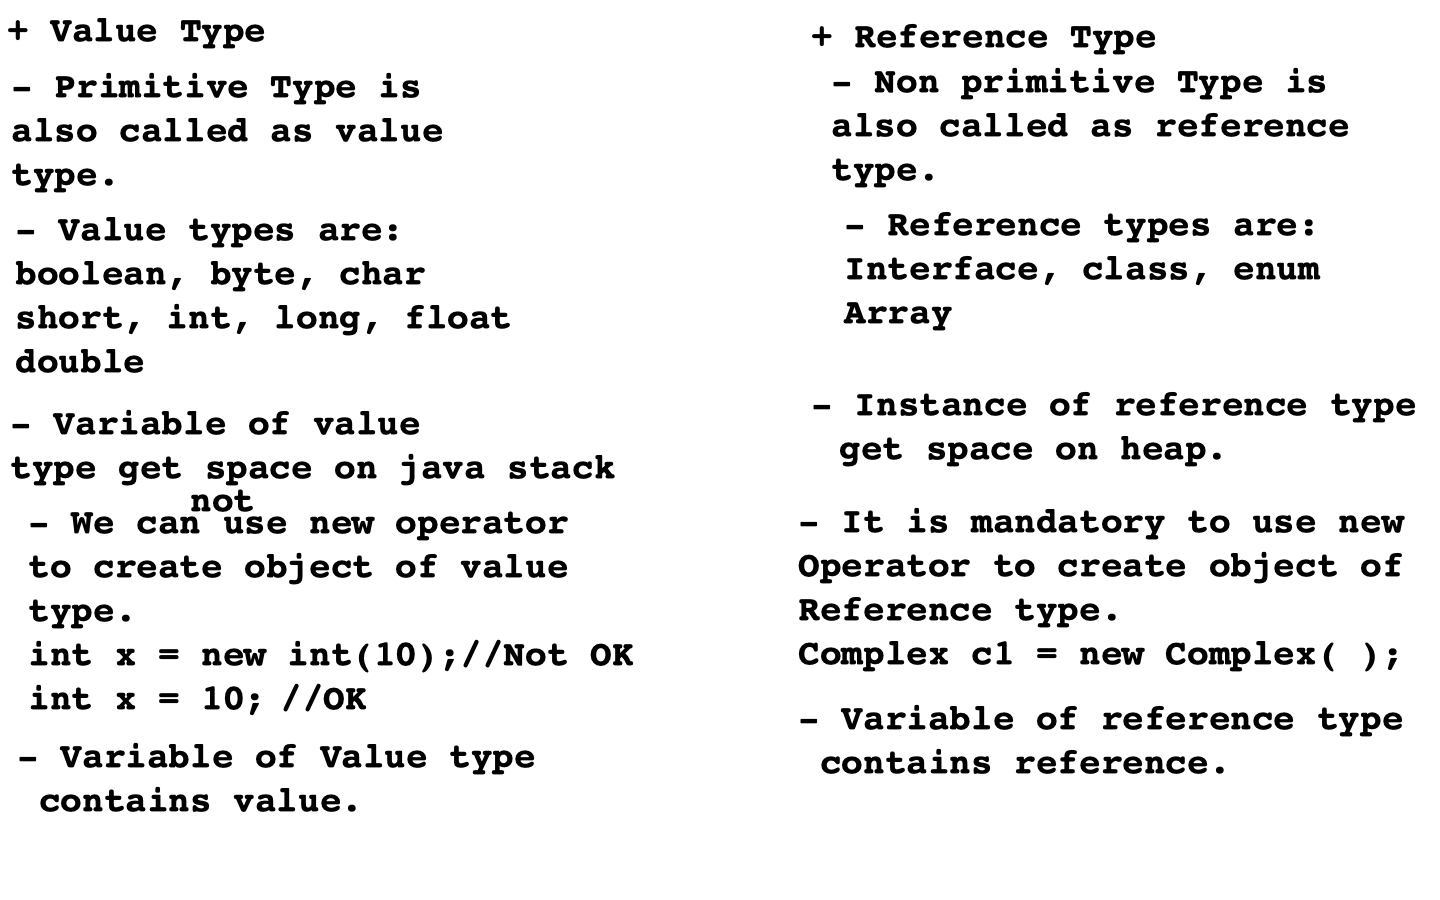 + Value Type
- Primitive Type is
also called as value
type.
- Value types are:
boolean, byte, char
short, int, long, float
double
- Variable of value
type get space on java stack
not
- We can use new operator
to create object of value
type.
int x = new int(10);//Not OK
int x = 10; //OK
- Variable of Value type
contains value.
+ Reference Type
- Non primitive Type is
also called as reference
type.
- Reference types are:
Interface, class, enum
Array
- Instance of reference type
get space on heap.
- It is mandatory to use new
Operator to create object of
Reference type.
Complex c1 = new Complex( );
- Variable of reference type
contains reference.